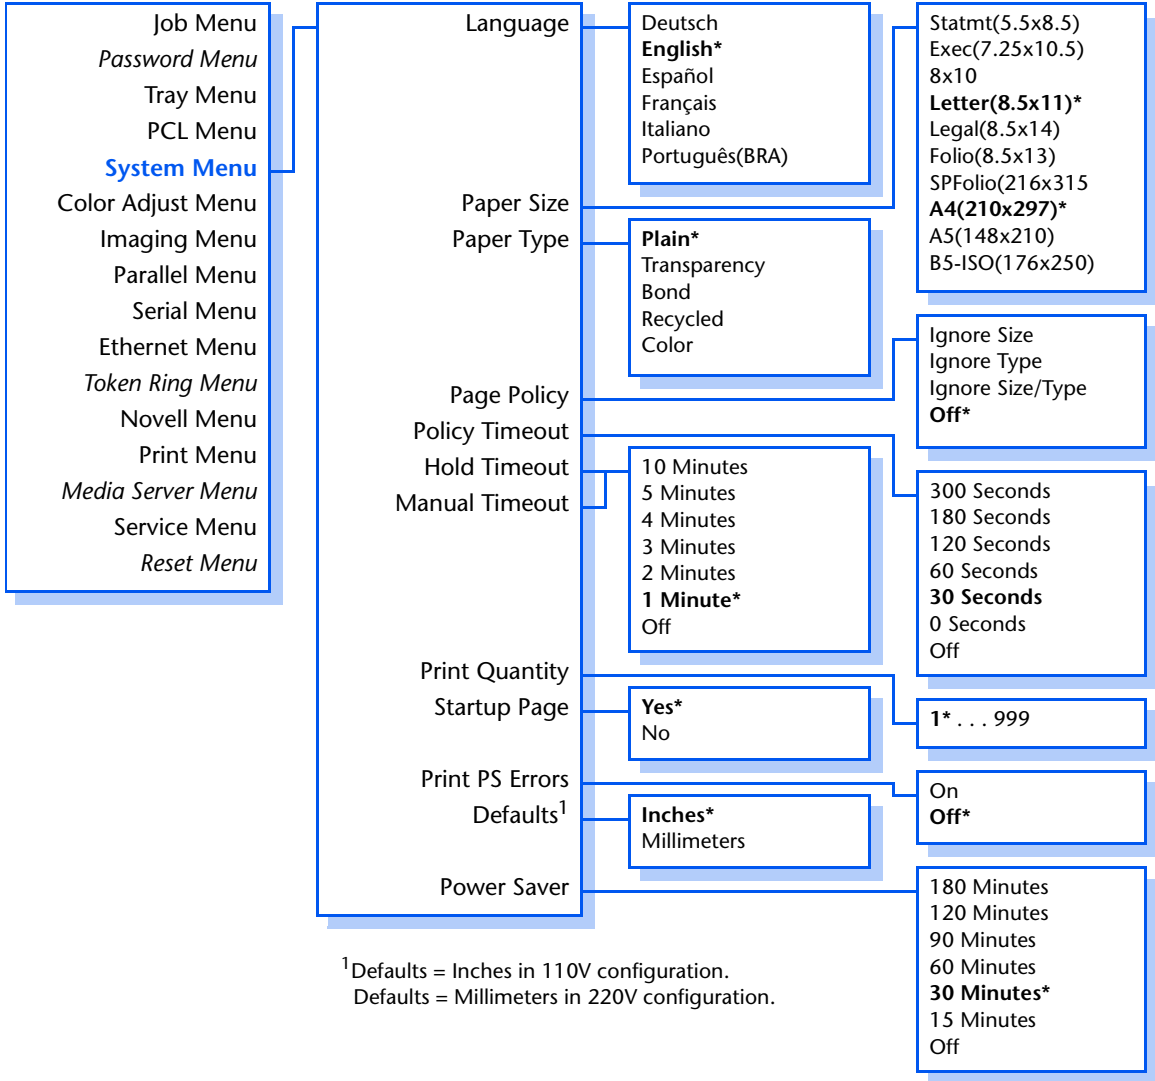 Job Menu
Password Menu
Tray Menu
PCL Menu
System Menu
Color Adjust Menu
Imaging Menu
Parallel Menu
Serial Menu
Ethernet Menu
Token Ring Menu
Novell Menu
Print Menu
Media Server Menu
Service Menu
Reset Menu
Language
Paper Size
Paper Type
Page Policy
Policy Timeout
Hold Timeout
Manual Timeout
Print Quantity
Startup Page
Print PS Errors
Defaults1
Power Saver
Deutsch
English*
Español
Français
Italiano
Português(BRA)
Plain*
Transparency
Bond
Recycled
Color
10 Minutes
5 Minutes
4 Minutes
3 Minutes
2 Minutes
1 Minute*
Off
Yes*
No
Inches*
Millimeters
Statmt(5.5x8.5)
Exec(7.25x10.5)
8x10
Letter(8.5x11)*
Legal(8.5x14)
Folio(8.5x13)
SPFolio(216x315
A4(210x297)*
A5(148x210)
B5-ISO(176x250)
Ignore Size
Ignore Type
Ignore Size/Type
Off*
300 Seconds
180 Seconds
120 Seconds
60 Seconds
30 Seconds
0 Seconds
Off
1* . . . 999
On
Off*
180 Minutes
120 Minutes
90 Minutes
60 Minutes
30 Minutes*
15 Minutes
Off
1Defaults = Inches in 110V configuration.
Defaults = Millimeters in 220V configuration.